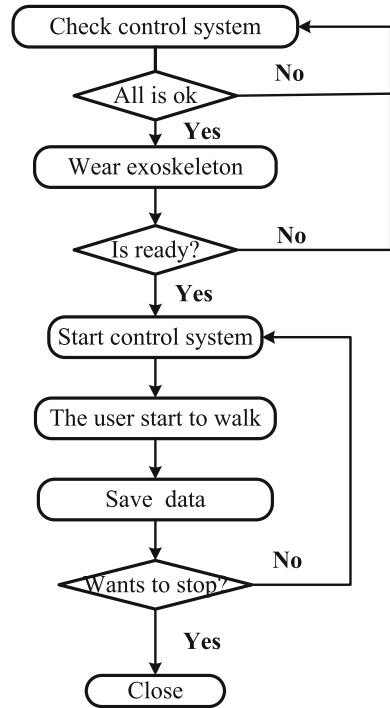 Check control system
No
All is ok
Yes
Wear exoskeleton
Is ready?
No
Yes
Start control system
The user start to walk
Save data
No
Wants to stop?
Yes
Close